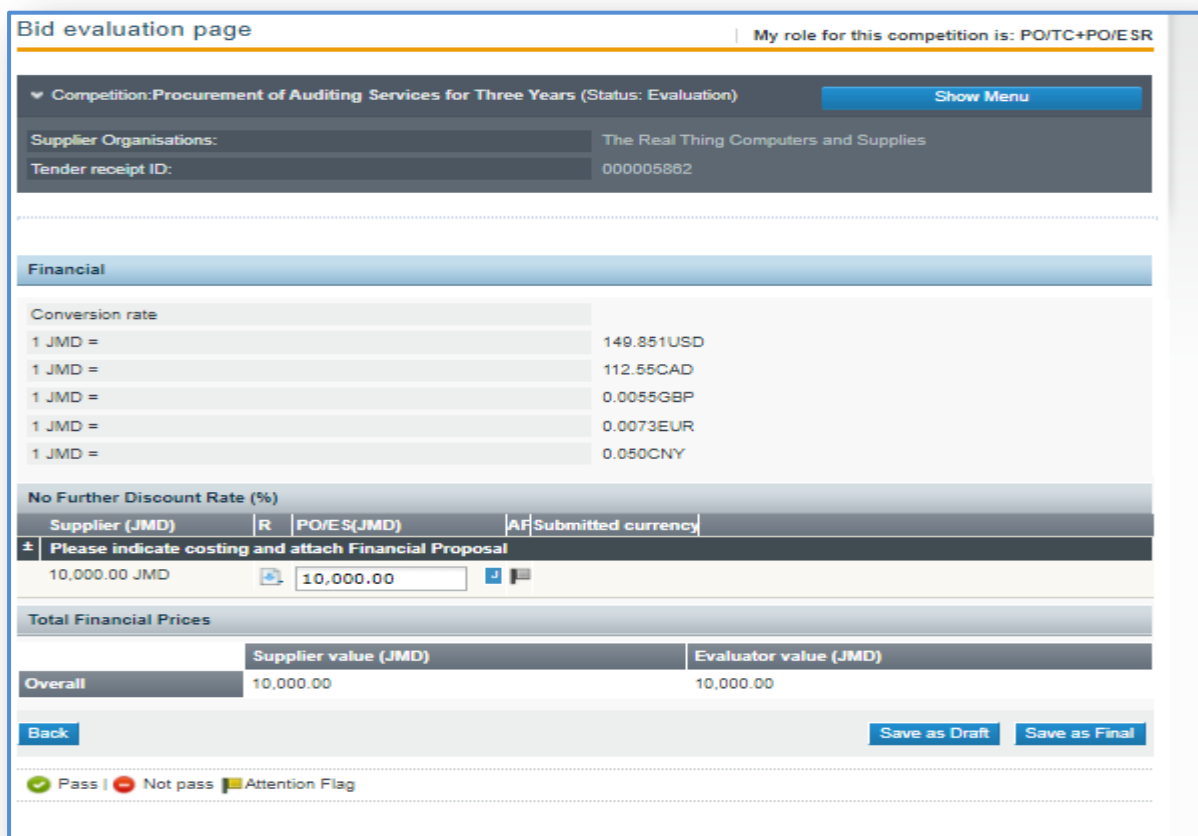 Bid evaluation page
My role for this competition is: PO/TC+PO/ESR
Competition:Procurement of Auditing Services for Three Years (Status: Evaluation)
Show Menu
Supplier Organisations: The Real Thing Computers and Supplies
Tender receipt ID: 000005862
Financial
Conversion rate
1 JMD = 149.851USD
1 JMD = 112.55CAD
1 JMD = 0.0055GBP
1 JMD = 0.0073EUR
1 JMD = 0.050CNY
No Further Discount Rate (%)
Supplier (JMD) R PO/ES(JMD) AF Submitted currency
± Please indicate costing and attach Financial Proposal
10,000.00 JMD 10,000.00 J
Total Financial Prices
Supplier value (JMD) Evaluator value (JMD)
Overall 10,000.00 10,000.00
Back Save as Draft Save as Final
Pass | Not pass Attention Flag